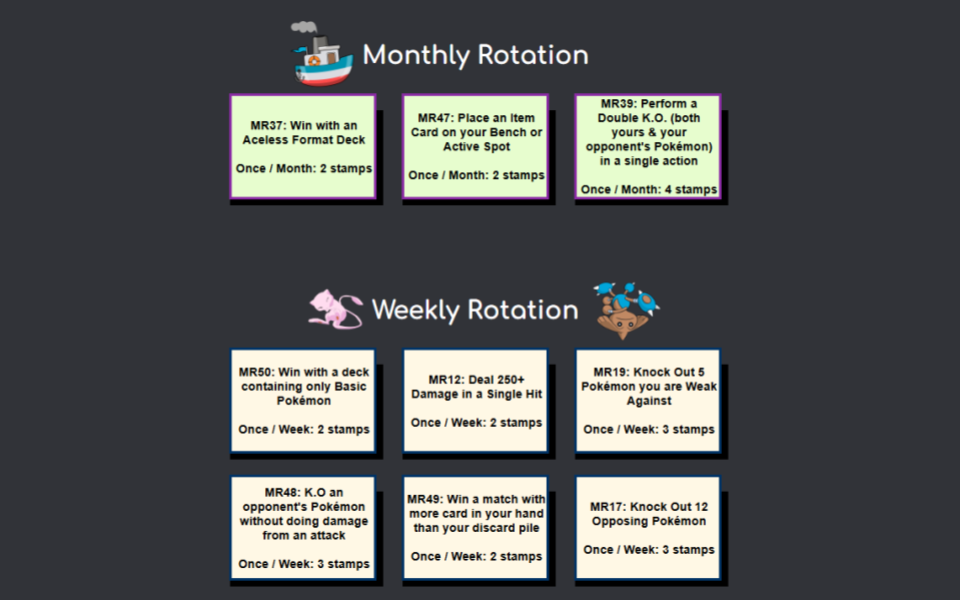 Monthly Rotation
MR37: Win with an
Aceless Format Deck
Once / Month: 2 stamps
MR47: Place an Item
Card on your Bench or
Active Spot
Once / Month: 2 stamps
MR39: Perform a
Double K.O. (both
yours & your
opponent's Pokémon)
in a single action
Once / Month: 4 stamps
Weekly Rotation
MR50: Win with a deck
containing only Basic
Pokémon
Once / Week: 2 stamps
MR12: Deal 250+
Damage in a Single Hit
Once / Week: 2 stamps
MR19: Knock Out 5
Pokémon you are Weak
Against
Once / Week: 3 stamps
MR48: K.O an
opponent's Pokémon
without doing damage
from an attack
Once / Week: 3 stamps
MR49: Win a match with
more card in your hand
than your discard pile
Once / Week: 2 stamps
MR17: Knock Out 12
Opposing Pokémon
Once / Week: 3 stamps